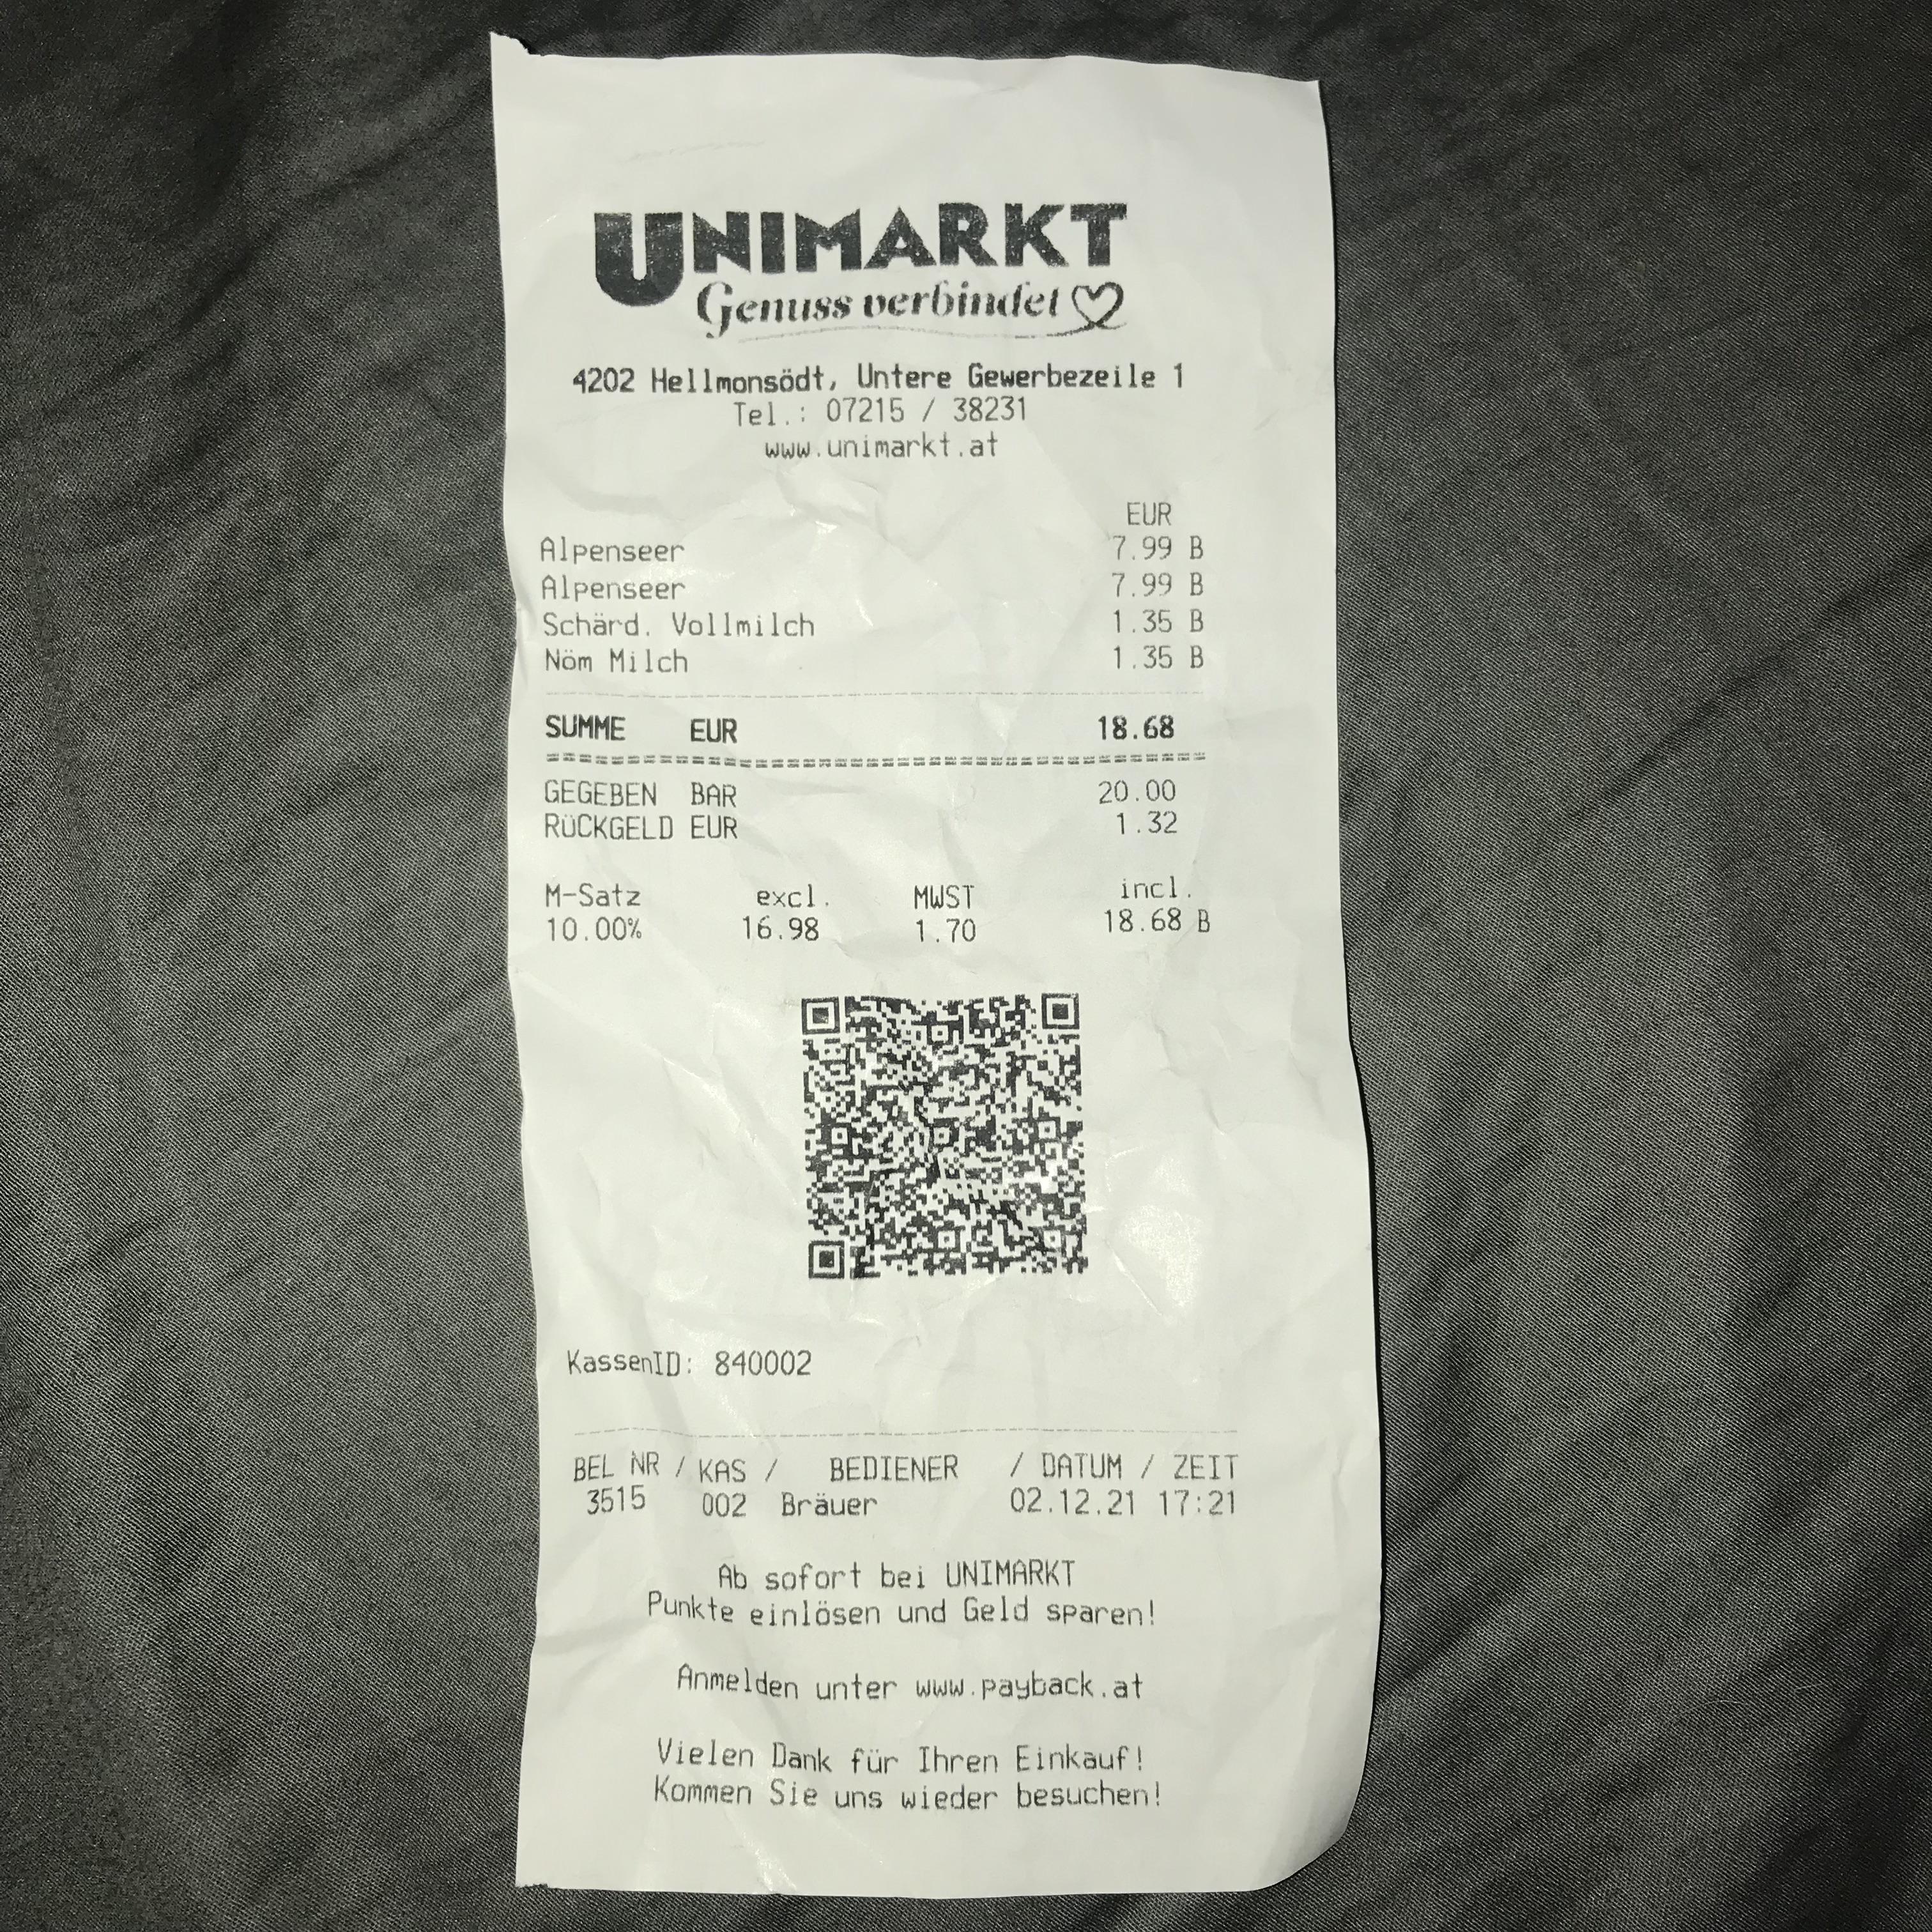 UNIMARKT
Genuss verbindet
4202 Hellmonsödt, Untere Gewerbezeile 1
Tel.: 07215 / 38231
www.unimarkt.at
EUR
Alpenseer 7.99 B
Alpenseer 7.99 B
Schärd. Vollmilch 1.35 B
Nöm Milch 1.35 B
SUMME EUR 18.68
GEGEBEN BAR 20.00
RÜCKGELD EUR 1.32
M-Satz excl. MWST incl.
10.00% 16.98 1.70 18.68 B
KassenID: 840002
BEL NR / KAS / BEDIENER / DATUM / ZEIT
3515 002 Bräuer 02.12.21 17:21
Ab sofort bei UNIMARKT
Punkte einlösen und Geld sparen!
Anmelden unter www.payback.at
Vielen Dank für Ihren Einkauf!
Kommen Sie uns wieder besuchen!